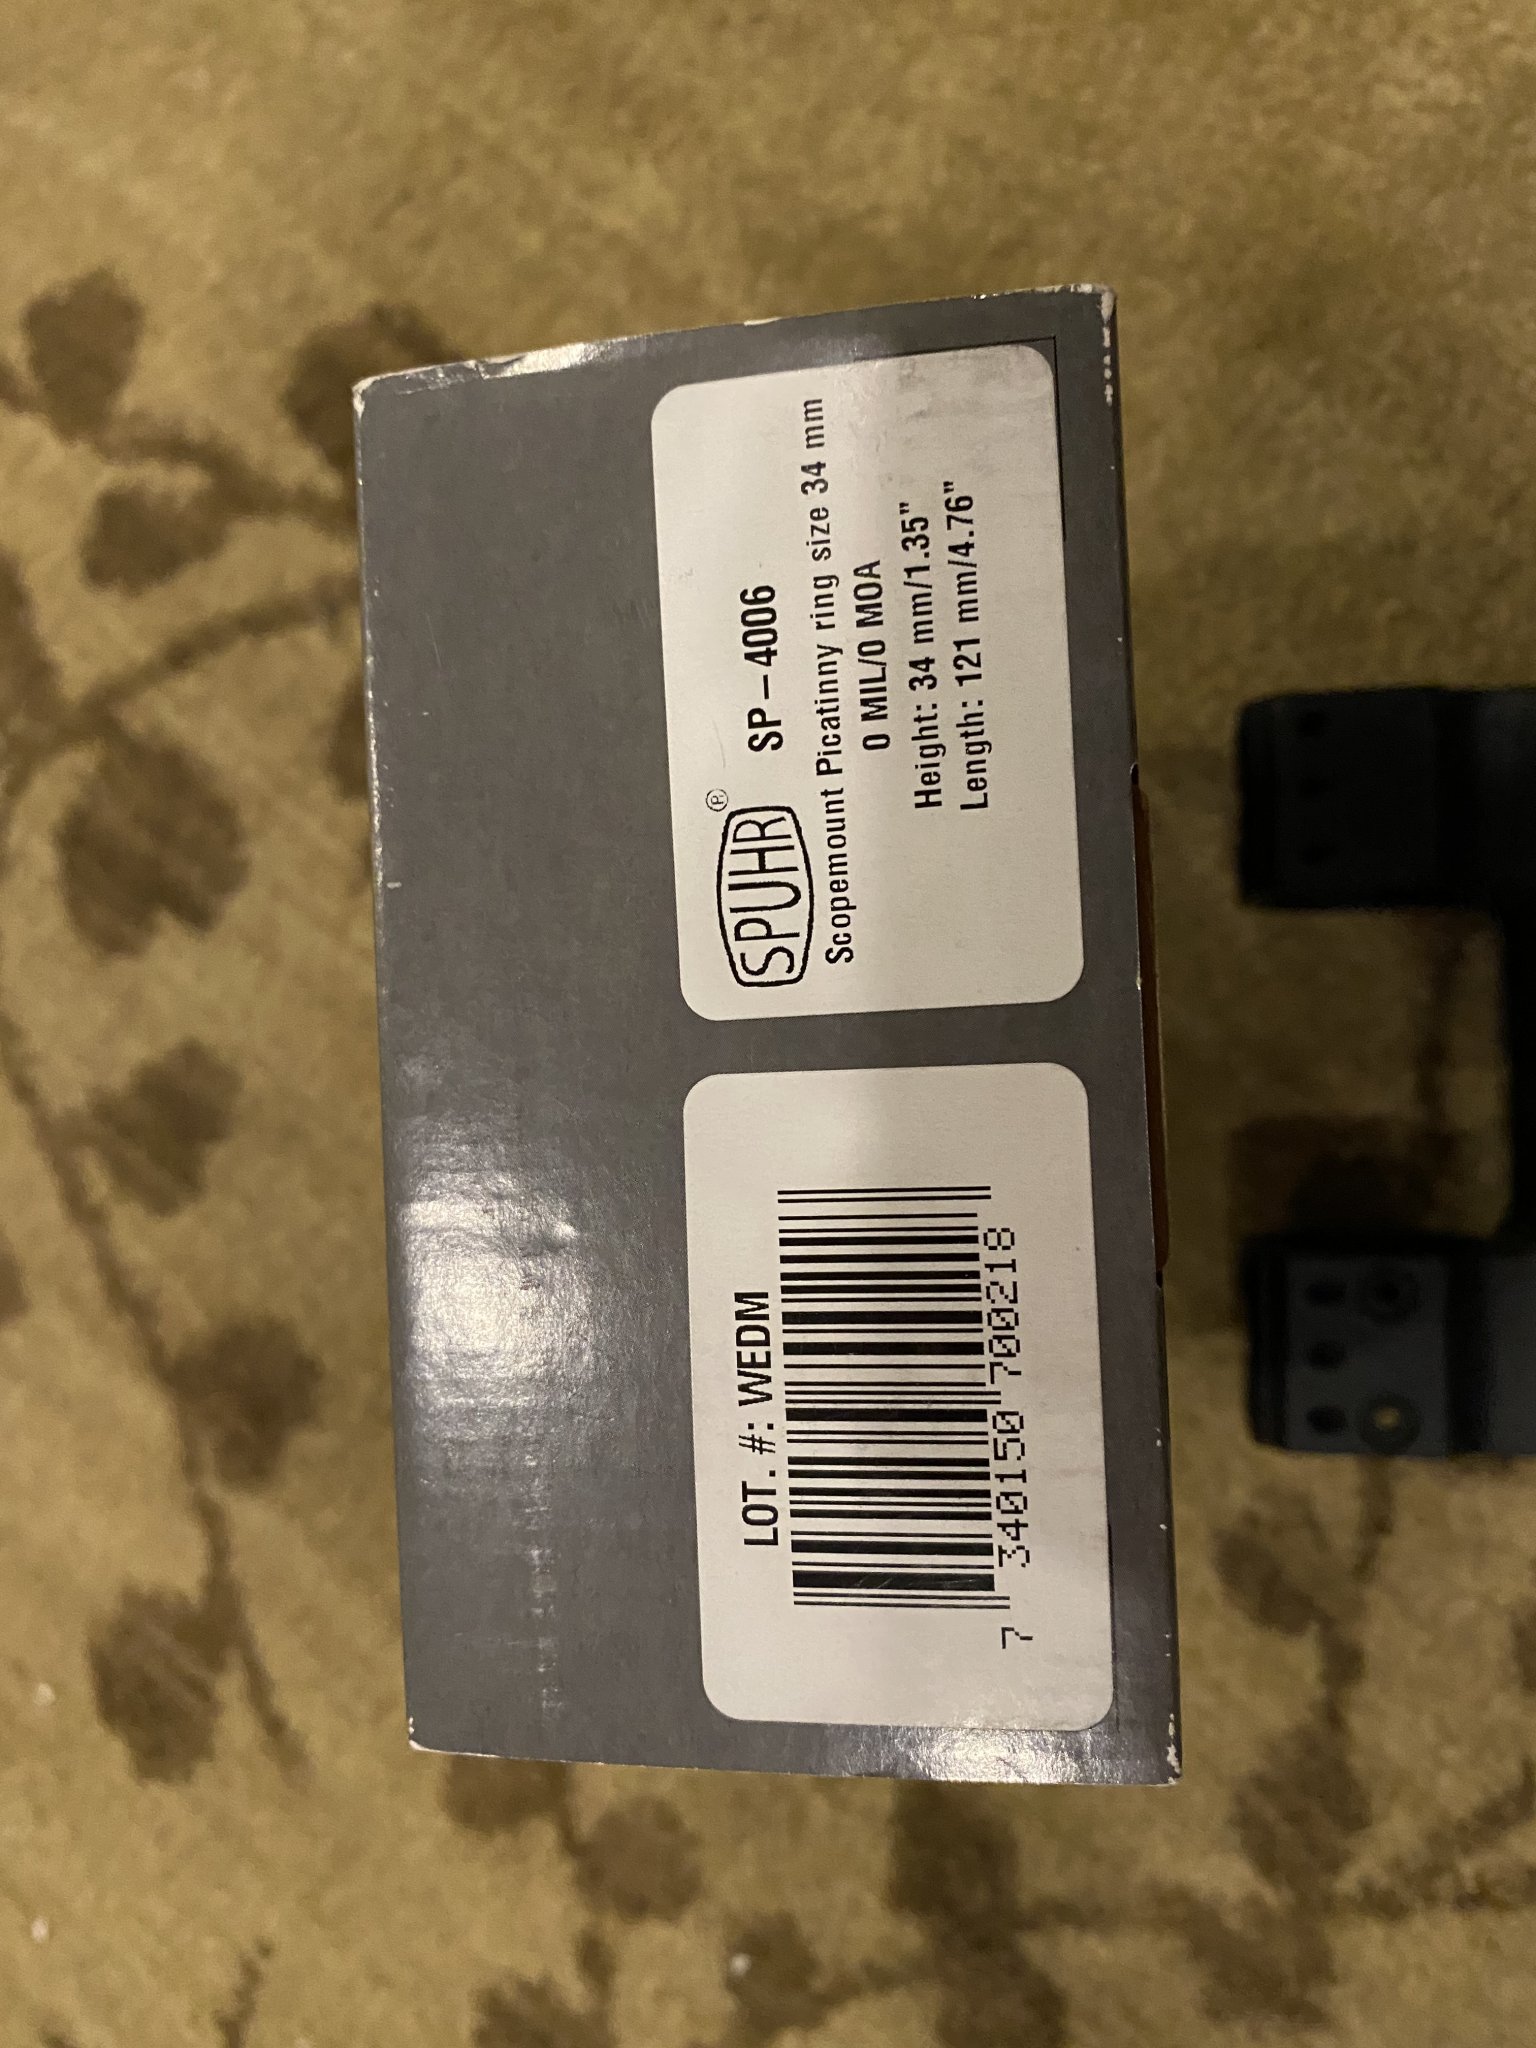 SPUHR® SP-4006
Scopemount Picatinny ring size 34 mm
0 MIL/0 MOA
Height: 34 mm/1.35"
Length: 121 mm/4.76"
LOT. #: WEDM
7 340150 700218